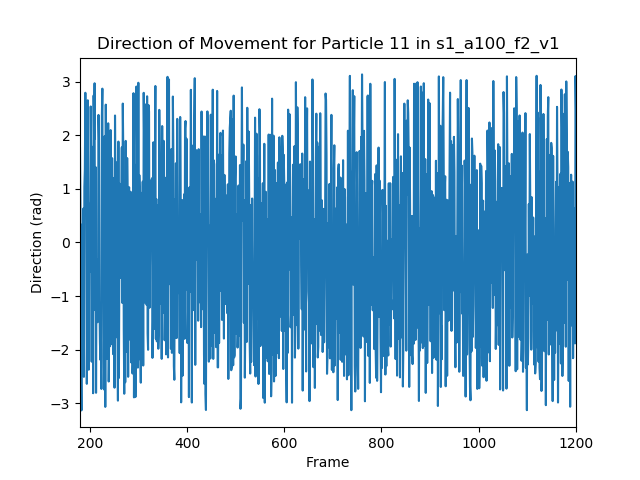 Direction of Movement for Particle 11 in s1_a100_f2_v1
3
2
1
0
−1
−2
−3
Direction (rad)
200 400 600 800 1000 1200
Frame